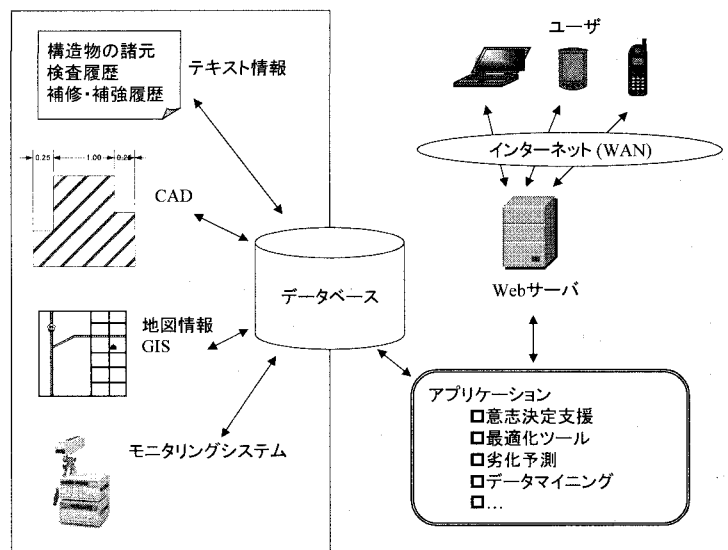 構造物の諸元
検査履歴
補修・補強履歴
テキスト情報
0.25
1.00
0.25
CAD
地図情報
GIS
モニタリングシステム
データベース
ユーザ
インターネット (WAN)
Webサーバ
アプリケーション
□意志決定支援
□最適化ツール
□劣化予測
□データマイニング
□…